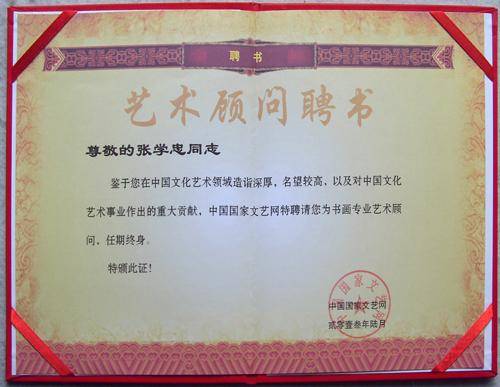 聘书
艺术顾问聘书
尊敬的张学忠同志
鉴于您在中国文化艺术领域造诣深厚，名望较高、以及对中国文化
艺术事业作出的重大贡献，中国国家文艺网特聘请您为书画专业艺术顾
问，任期终身。
特颁此证！
中国国家文艺网
贰零壹叁年陆月